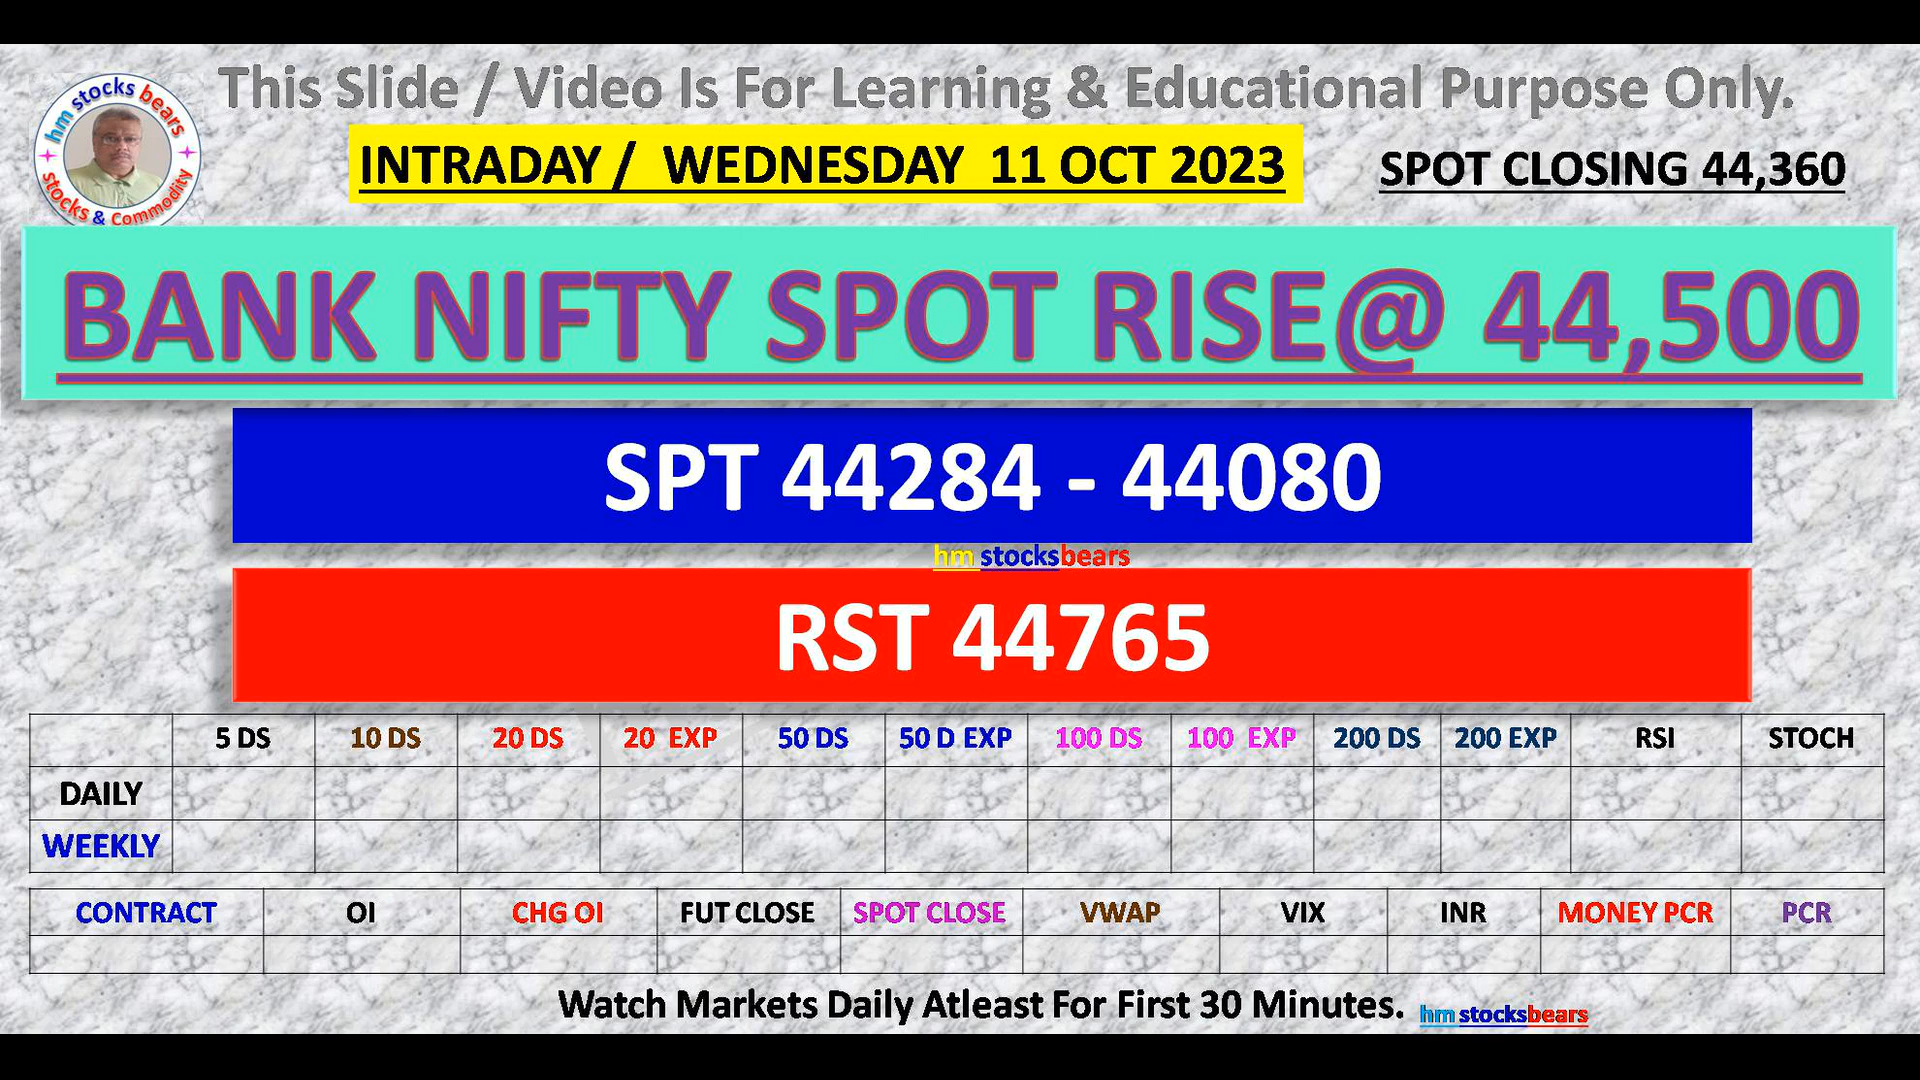 hm stocks bears
stocks & Commodity
This Slide / Video Is For Learning & Educational Purpose Only.
INTRADAY / WEDNESDAY 11 OCT 2023
SPOT CLOSING 44,360
BANK NIFTY SPOT RISE@ 44,500
SPT 44284 - 44080
hm stocksbears
RST 44765
5 DS 10 DS 20 DS 20 EXP 50 DS 50 D EXP 100 DS 100 EXP 200 DS 200 EXP RSI STOCH
DAILY
WEEKLY
CONTRACT OI CHG OI FUT CLOSE SPOT CLOSE VWAP VIX INR MONEY PCR PCR
Watch Markets Daily Atleast For First 30 Minutes.
hm stocksbears